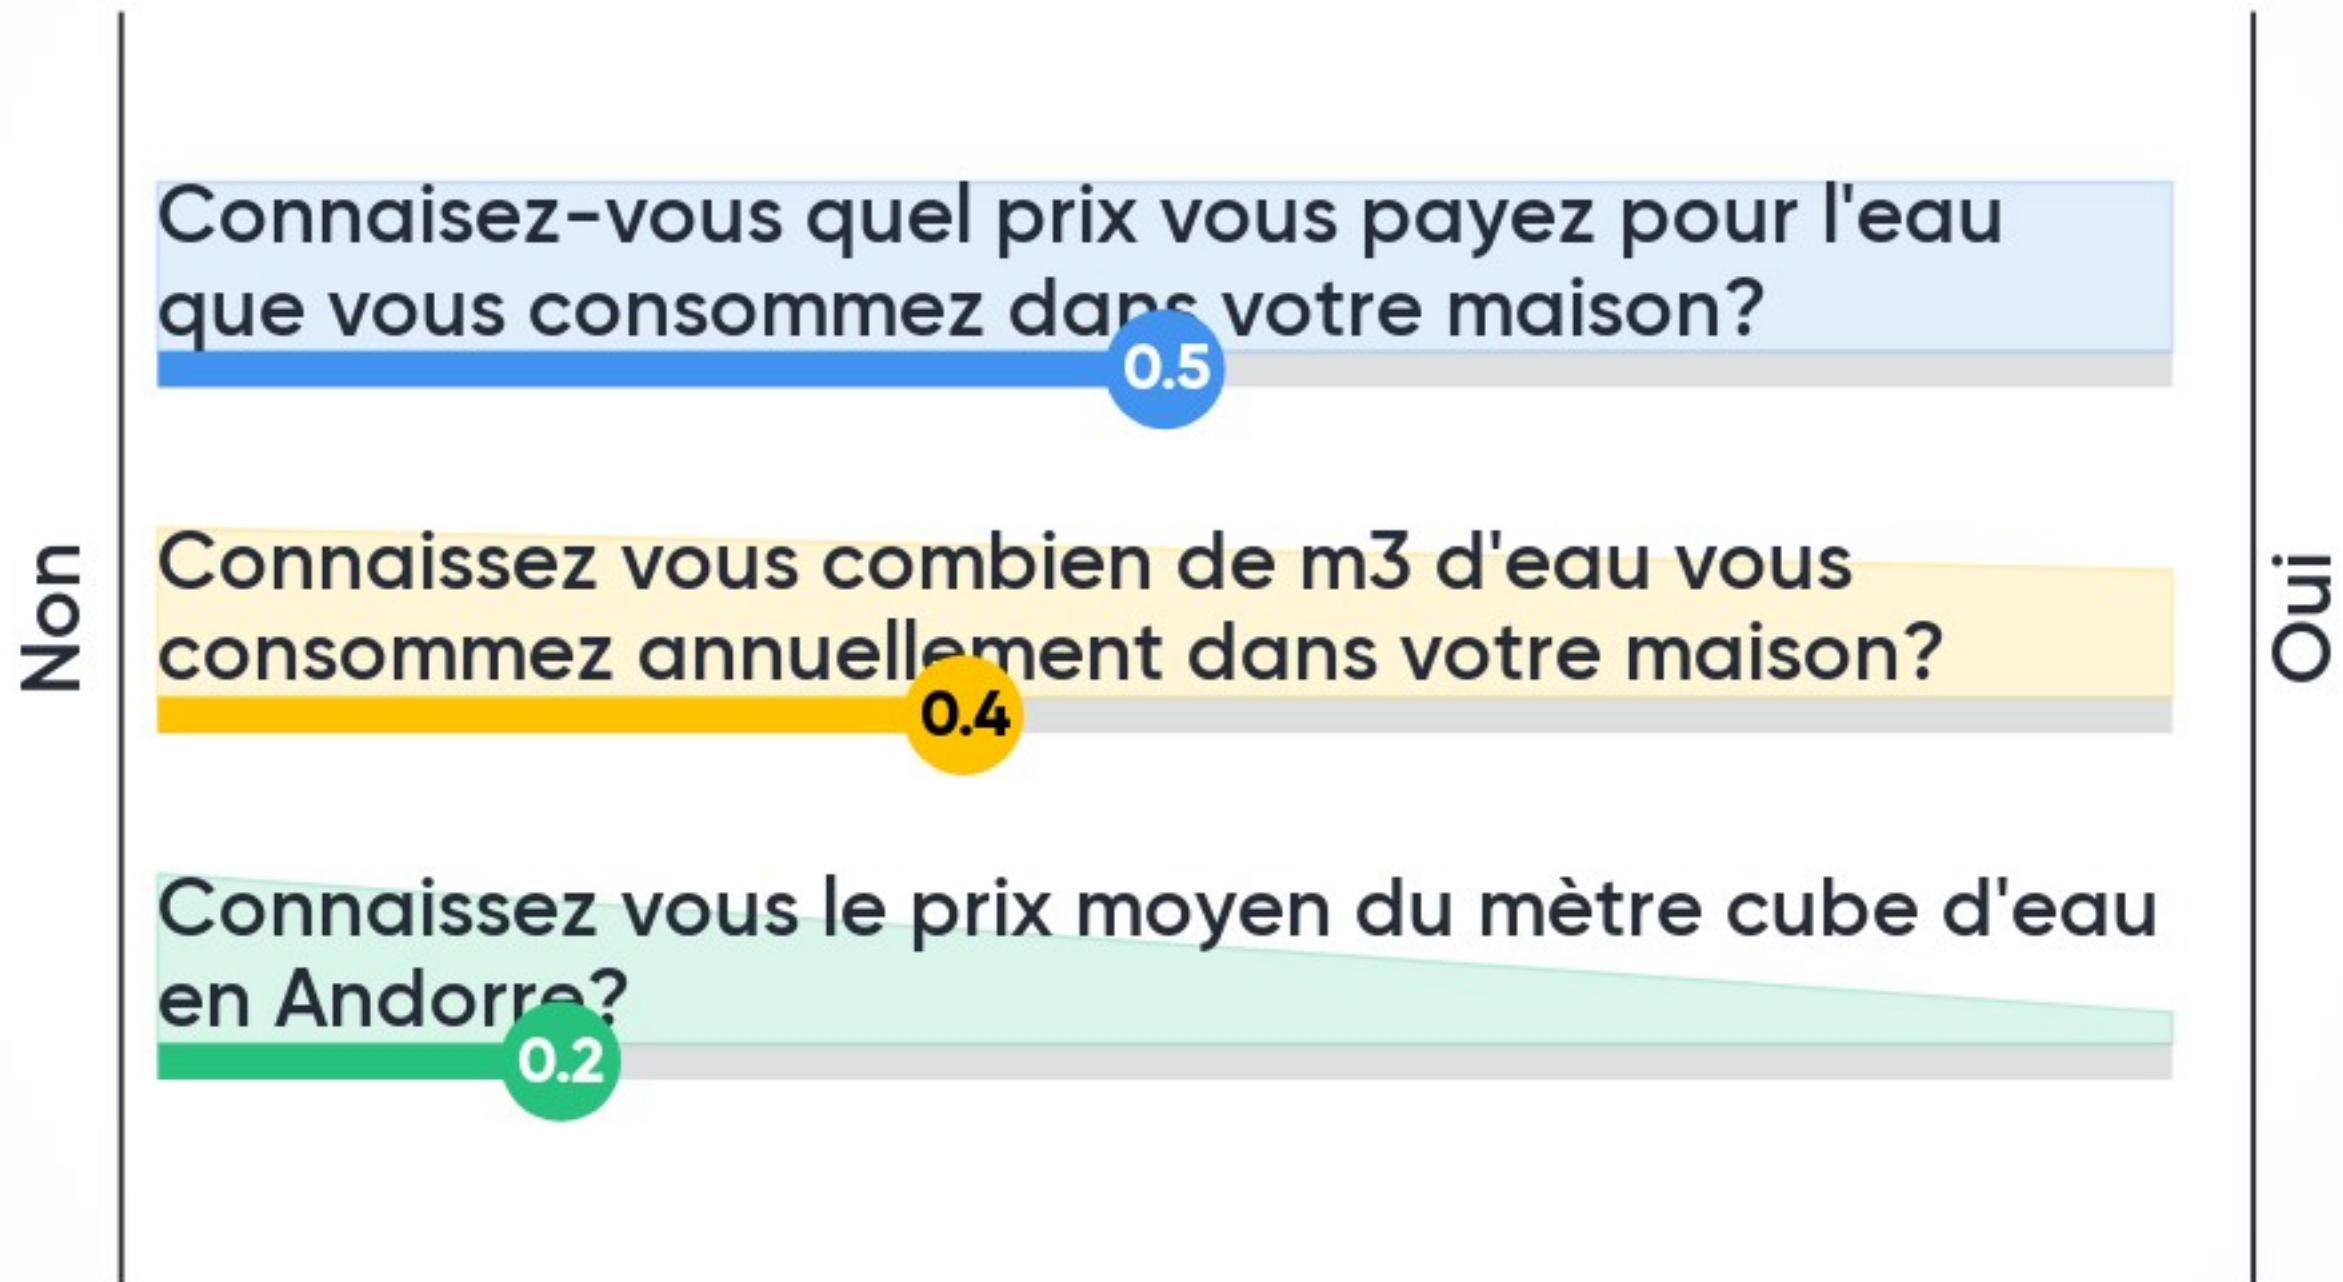 Connaisez-vous quel prix vous payez pour l'eau
que vous consommez dans votre maison?
0.5
Non
Connaissez vous combien de m3 d'eau vous
consommez annuellement dans votre maison?
0.4
Oui
Connaissez vous le prix moyen du mètre cube d'eau
en Andorre?
0.2